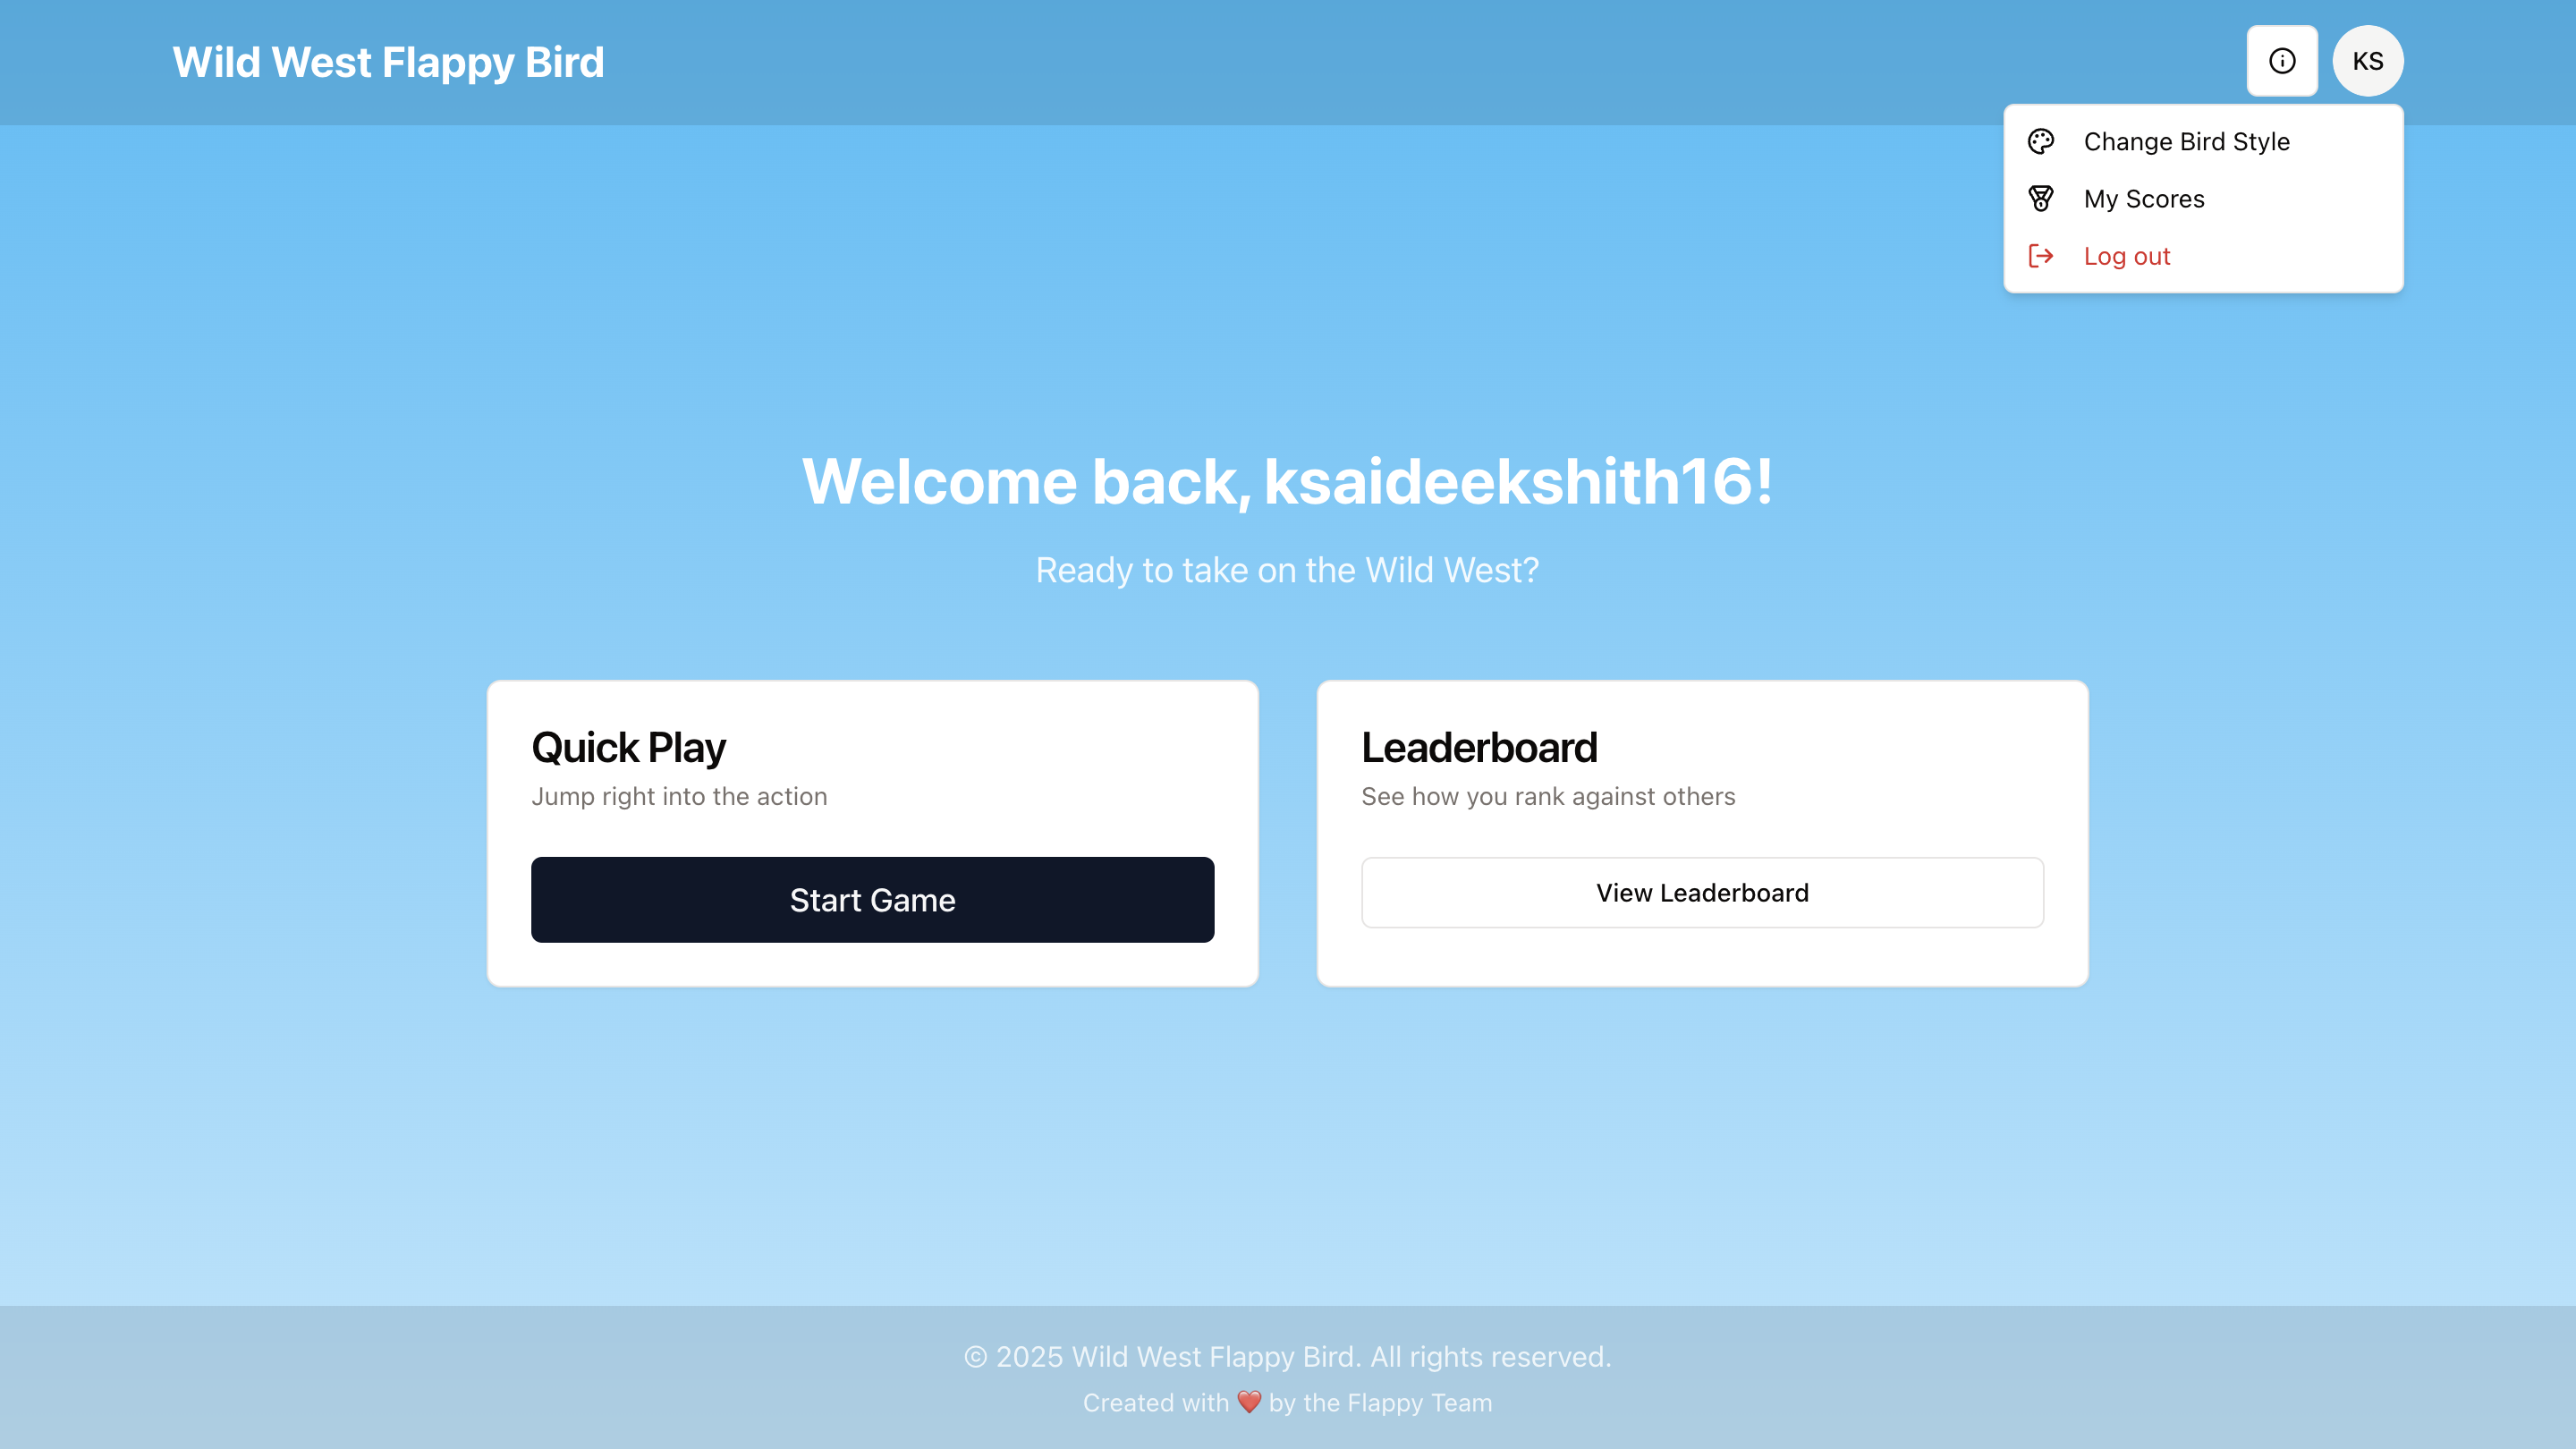 Wild West Flappy Bird
KS
Change Bird Style
My Scores
Log out
Welcome back, ksaideekshith16!
Ready to take on the Wild West?
Quick Play
Jump right into the action
Start Game
Leaderboard
See how you rank against others
View Leaderboard
© 2025 Wild West Flappy Bird. All rights reserved.
Created with ❤️ by the Flappy Team